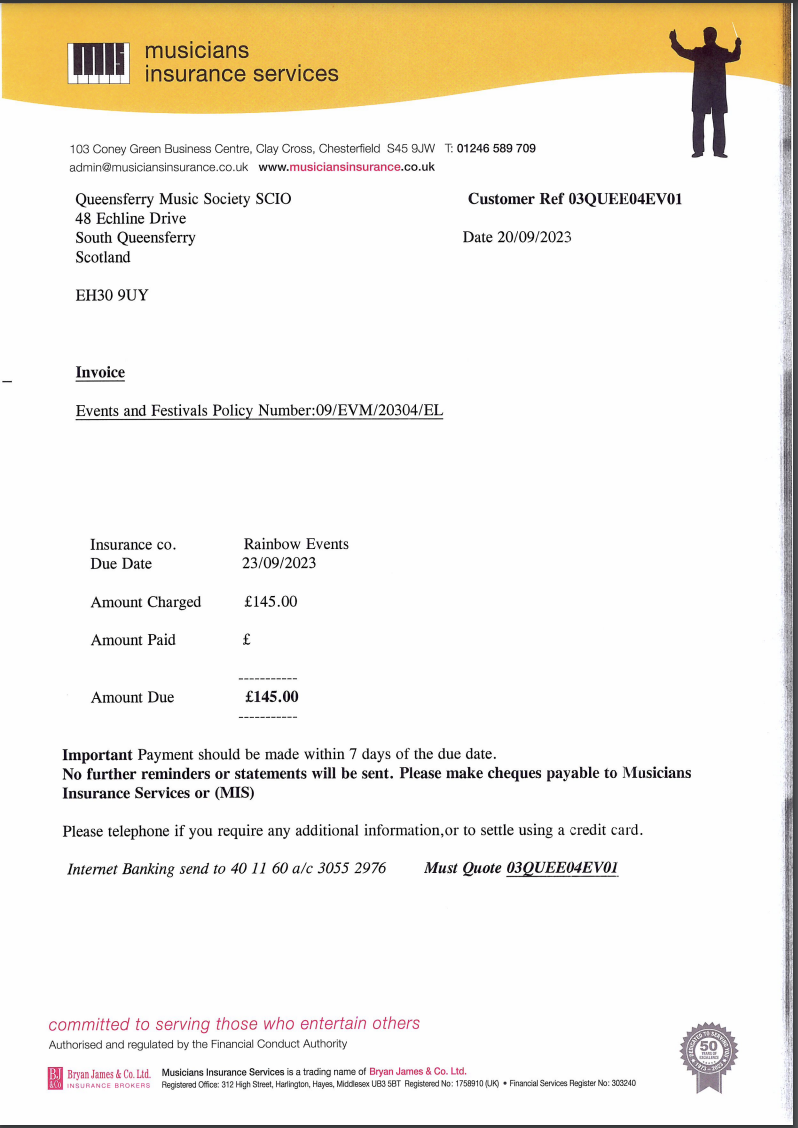 MIS
musicians
insurance services
103 Coney Green Business Centre, Clay Cross, Chesterfield S45 9JW T: 01246 589 709
admin@musiciansinsurance.co.uk www.musiciansinsurance.co.uk
Queensferry Music Society SCIO
Customer Ref 03QUEE04EV01
48 Echline Drive
South Queensferry
Date 20/09/2023
Scotland
EH30 9UY
Invoice
Events and Festivals Policy Number:09/EVM/20304/EL
Insurance co. Rainbow Events
Due Date 23/09/2023
Amount Charged £145.00
Amount Paid £
-----------
Amount Due £145.00
-----------
Important Payment should be made within 7 days of the due date.
No further reminders or statements will be sent. Please make cheques payable to Musicians
Insurance Services or (MIS)
Please telephone if you require any additional information,or to settle using a credit card.
Internet Banking send to 40 11 60 a/c 3055 2976 Must Quote 03QUEE04EV01
committed to serving those who entertain others
Authorised and regulated by the Financial Conduct Authority
BJ
&Co
Bryan James & Co. Ltd.
INSURANCE BROKERS
Musicians Insurance Services is a trading name of Bryan James & Co. Ltd.
Registered Office: 312 High Street, Harlington, Hayes, Middlesex UB3 5BT Registered No: 1758910 (UK) • Financial Services Register No: 303240
50
YEARS OF
EXCELLENCE